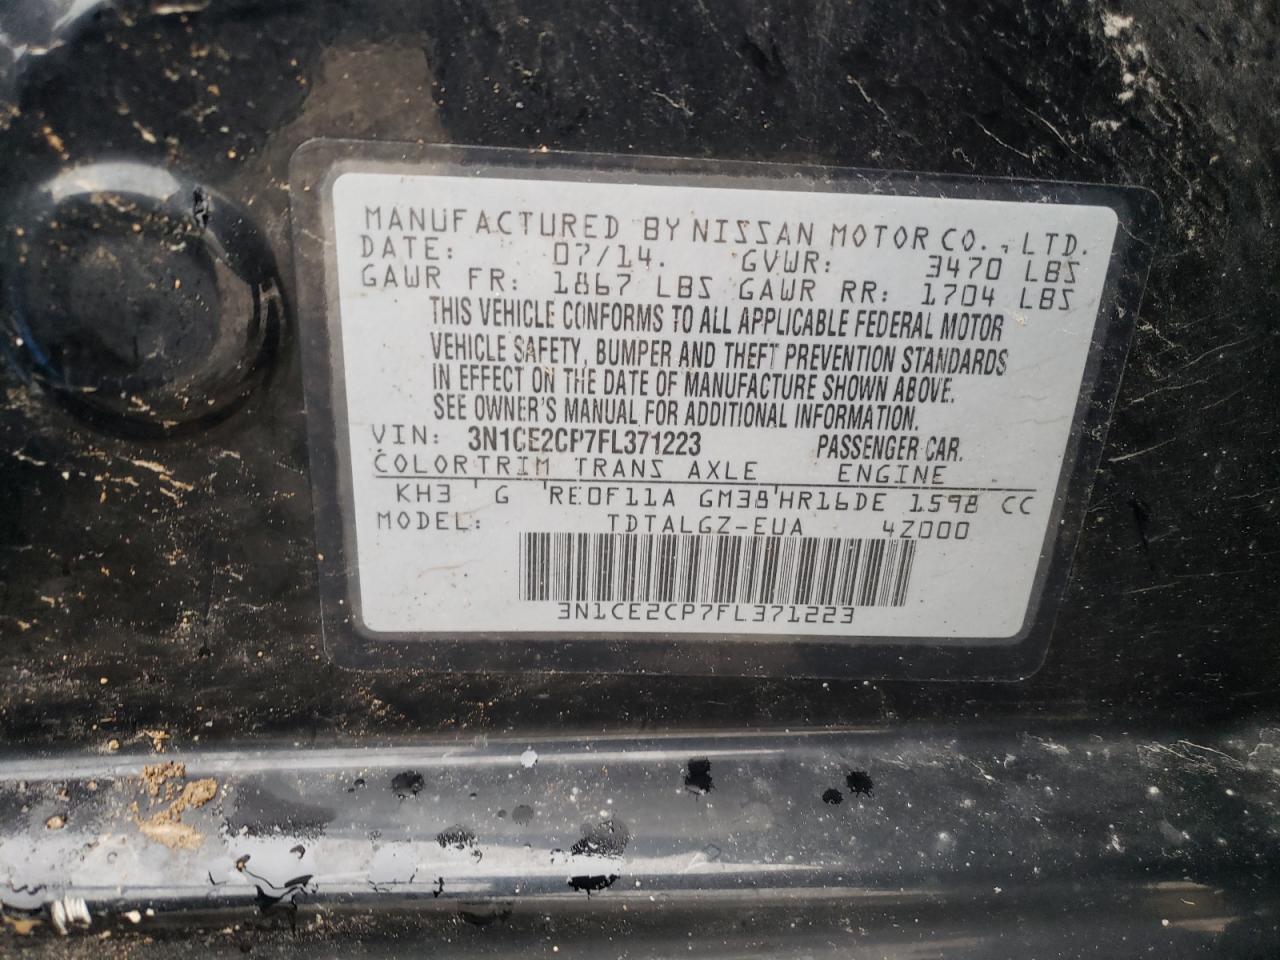 MANUFACTURED BY NISSAN MOTOR CO., LTD.
DATE: 07/14. GVWR: 3470 LBS
GAWR FR: 1867 LBS GAWR RR: 1704 LBS
THIS VEHICLE CONFORMS TO ALL APPLICABLE FEDERAL MOTOR
VEHICLE SAFETY, BUMPER AND THEFT PREVENTION STANDARDS
IN EFFECT ON THE DATE OF MANUFACTURE SHOWN ABOVE.
SEE OWNER'S MANUAL FOR ADDITIONAL INFORMATION.
VIN: 3N1CE2CP7FL371223 PASSENGER CAR.
COLOR TRIM TRANS AXLE ENGINE
KH3 G RE0F11A GM38 HR16DE 1598 CC
MODEL: TDTALGZ-EUA 4Z000
3N1CE2CP7FL371223